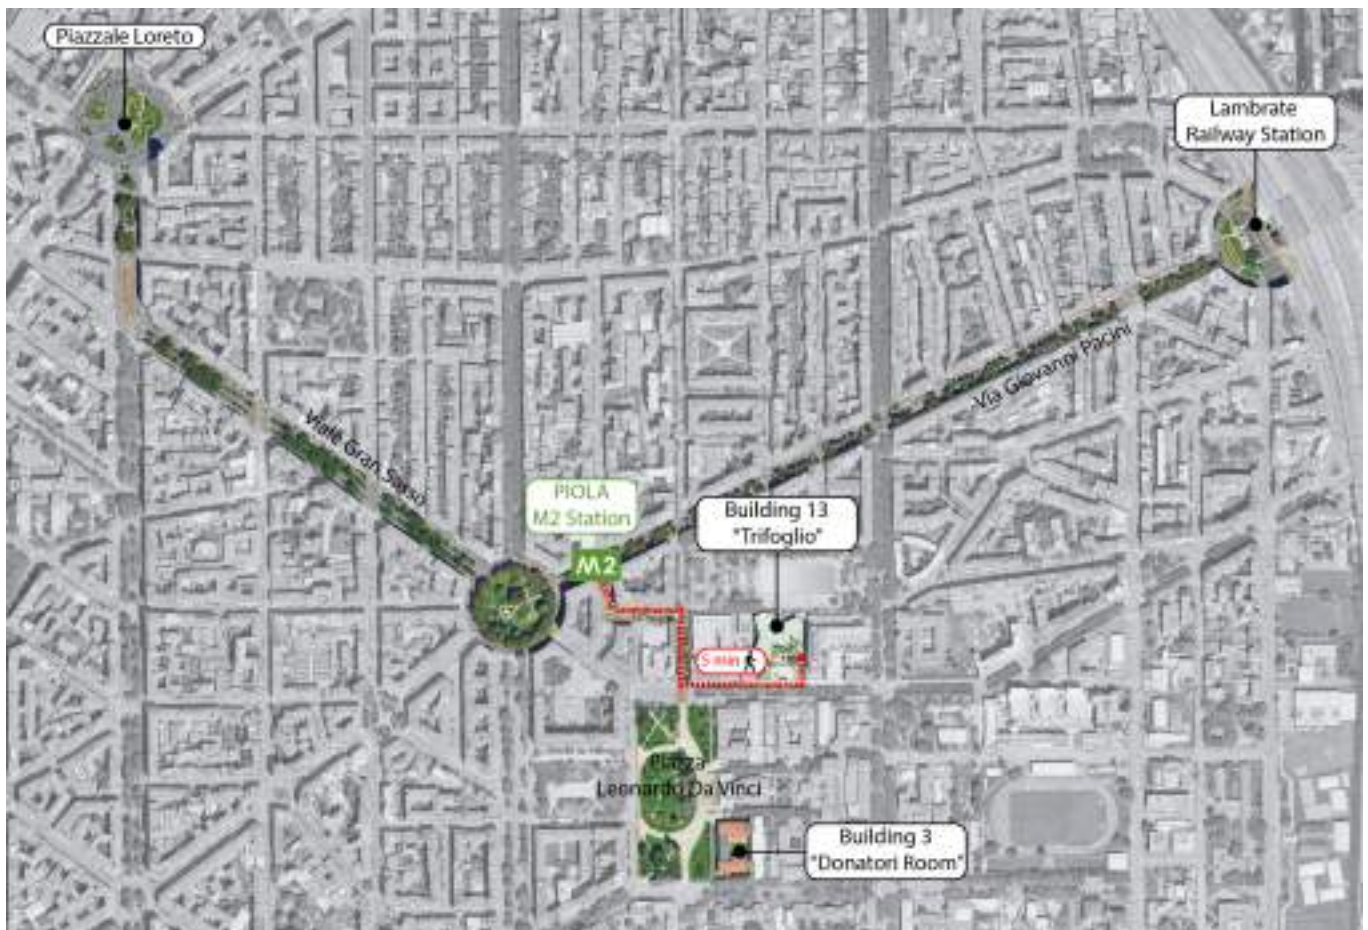 Piazzale Loreto
Lambrate
Railway Station
Via Giovanni Pacini
Viale Gran Sasso
PIOLA
M2 Station
M2
Building 13
"Trifoglio"
5 min
Piazza
Leonardo Da Vinci
Building 3
"Donatori Room"